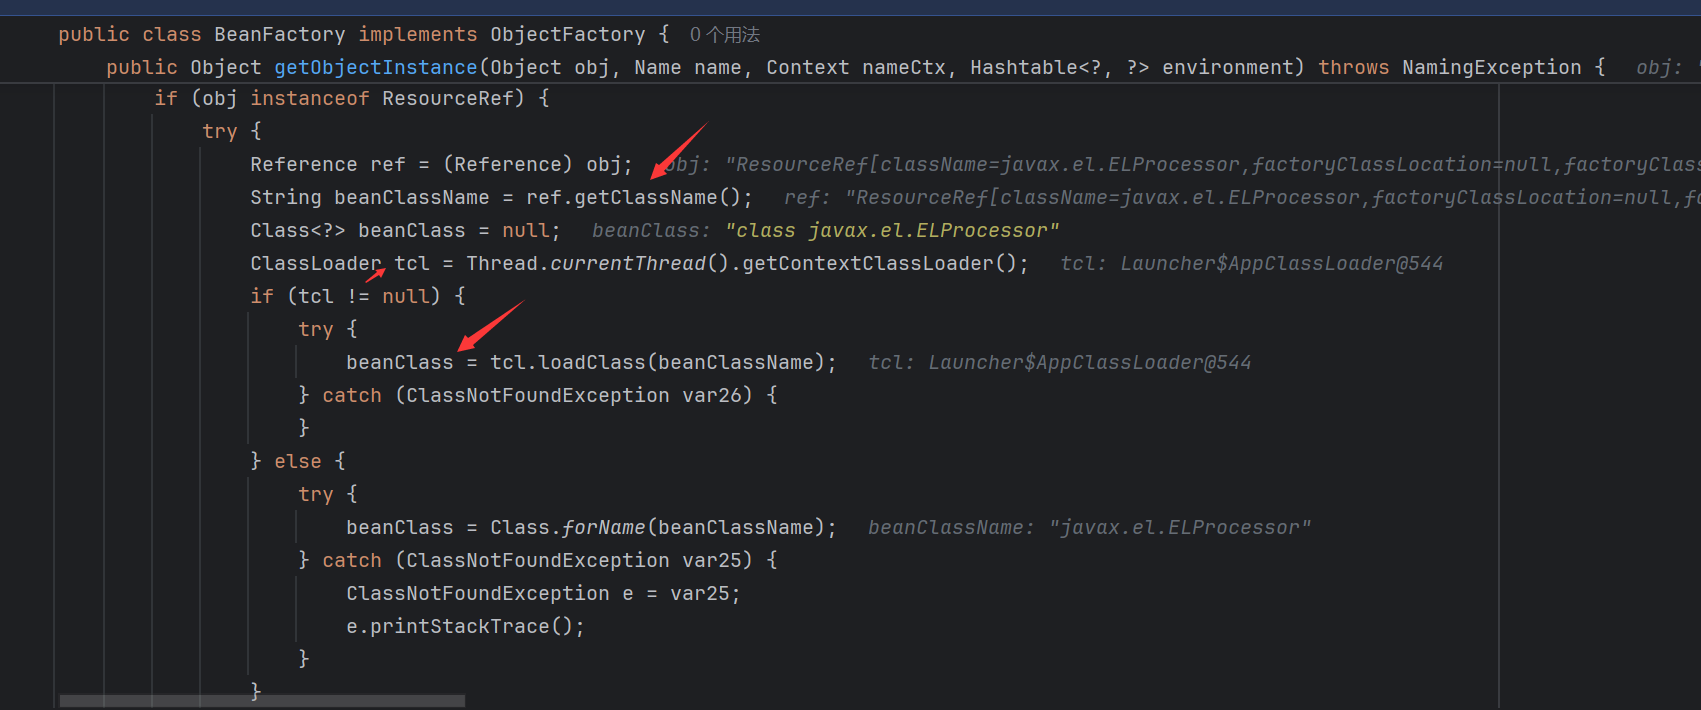 public class BeanFactory implements ObjectFactory { 0 个用法
public Object getObjectInstance(Object obj, Name name, Context nameCtx, Hashtable<?, ?> environment) throws NamingException { obj:
if (obj instanceof ResourceRef) {
try {
Reference ref = (Reference) obj; obj: "ResourceRef[className=javax.el.ELProcessor,factoryClassLocation=null,factoryClass
String beanClassName = ref.getClassName(); ref: "ResourceRef[className=javax.el.ELProcessor,factoryClassLocation=null,fa
Class<?> beanClass = null; beanClass: "class javax.el.ELProcessor"
ClassLoader tcl = Thread.currentThread().getContextClassLoader(); tcl: Launcher$AppClassLoader@544
if (tcl != null) {
try {
beanClass = tcl.loadClass(beanClassName); tcl: Launcher$AppClassLoader@544
} catch (ClassNotFoundException var26) {
}
} else {
try {
beanClass = Class.forName(beanClassName); beanClassName: "javax.el.ELProcessor"
} catch (ClassNotFoundException var25) {
ClassNotFoundException e = var25;
e.printStackTrace();
}
}